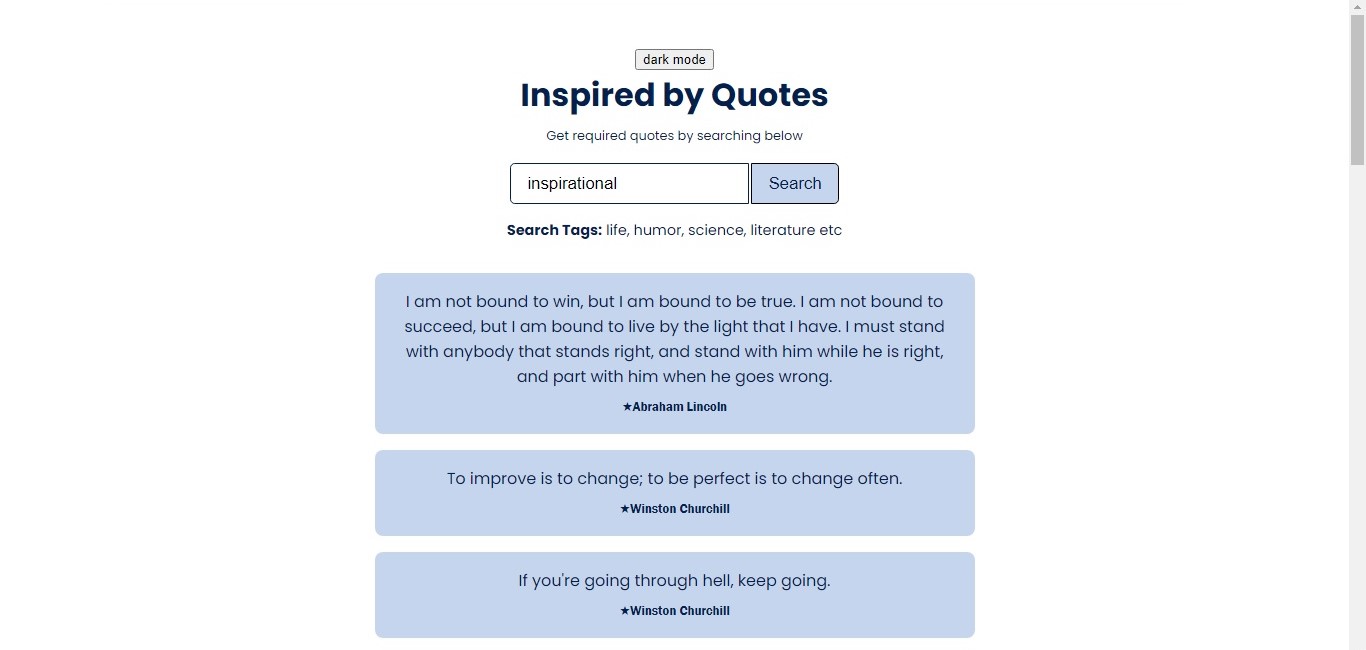 dark mode
Inspired by Quotes
Get required quotes by searching below
inspirational Search
Search Tags: life, humor, science, literature etc
I am not bound to win, but I am bound to be true. I am not bound to
succeed, but I am bound to live by the light that I have. I must stand
with anybody that stands right, and stand with him while he is right,
and part with him when he goes wrong.
★Abraham Lincoln
To improve is to change; to be perfect is to change often.
★Winston Churchill
If you're going through hell, keep going.
★Winston Churchill